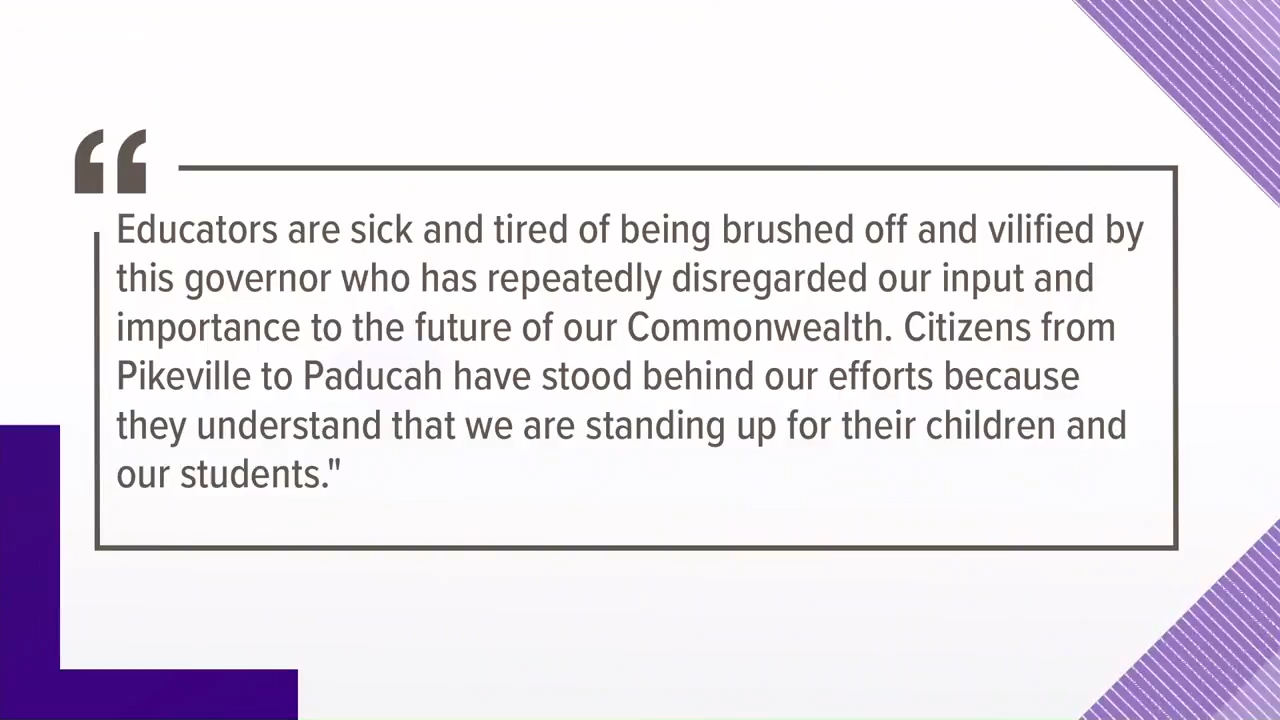 “
Educators are sick and tired of being brushed off and vilified by
this governor who has repeatedly disregarded our input and
importance to the future of our Commonwealth. Citizens from
Pikeville to Paducah have stood behind our efforts because
they understand that we are standing up for their children and
our students."